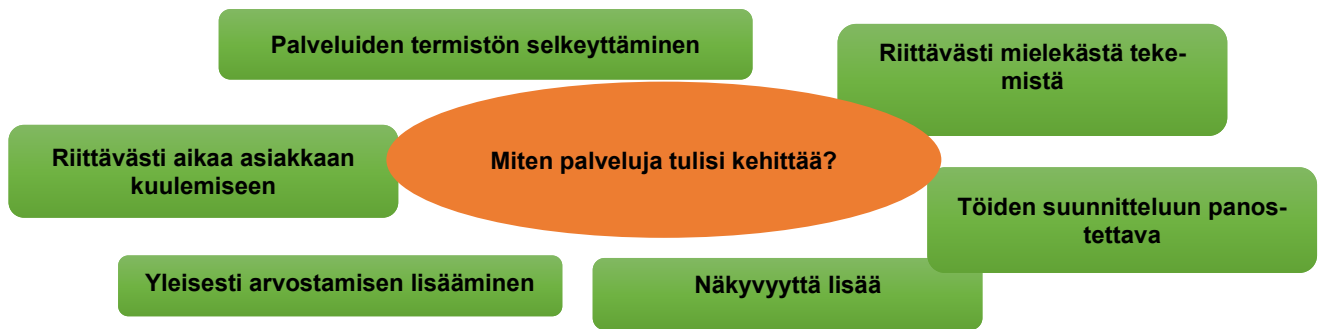 Palveluiden termistön selkeyttäminen
Riittävästi mielekästä teke-
mistä
Riittävästi aikaa asiakkaan
kuulemiseen
Miten palveluja tulisi kehittää?
Töiden suunnitteluun panos-
tettava
Yleisesti arvostamisen lisääminen
Näkyvyyttä lisää